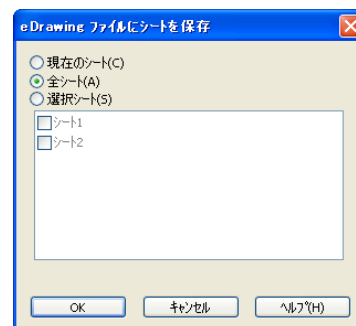 eDrawing ファイルにシートを保存
現在のシート(C)
全シート(A)
選択シート(S)
シート1
シート2
OK
キャンセル
ヘルプ(H)